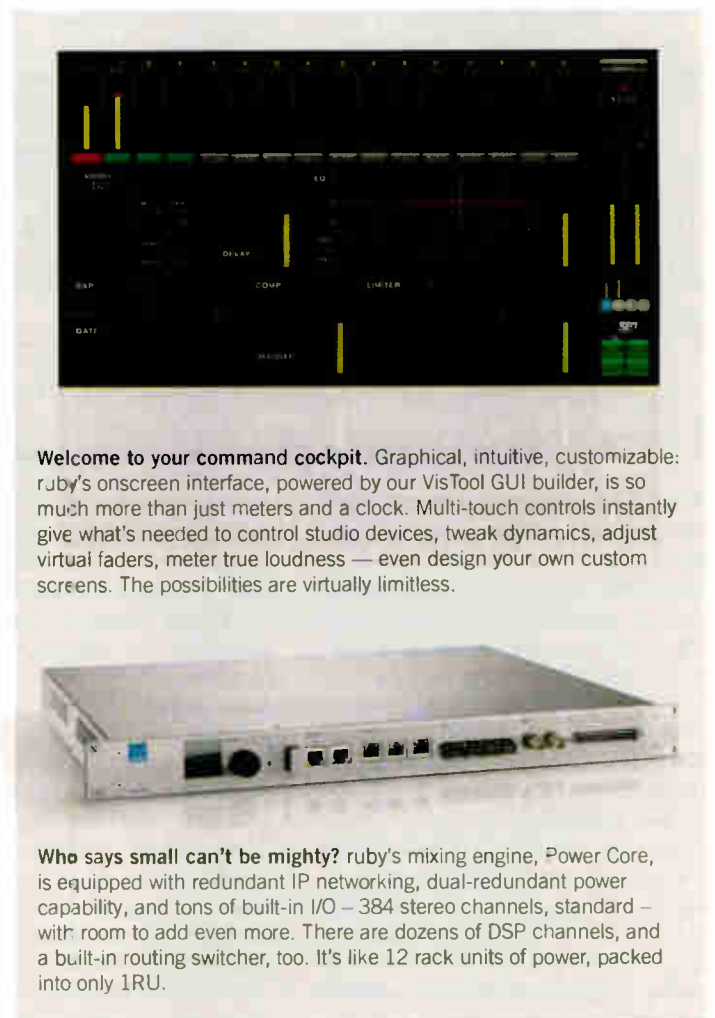 EQ
DELAY
COMP
LIMITER
GATE
Welcome to your command cockpit. Graphical, intuitive, customizable:
ruby's onscreen interface, powered by our VisTool GUI builder, is so
much more than just meters and a clock. Multi-touch controls instantly
give what's needed to control studio devices, tweak dynamics, adjust
virtual faders, meter true loudness — even design your own custom
screens. The possibilities are virtually limitless.
Who says small can't be mighty? ruby's mixing engine, Power Core,
is equipped with redundant IP networking, dual-redundant power
capability, and tons of built-in I/O – 384 stereo channels, standard –
with room to add even more. There are dozens of DSP channels, and
a built-in routing switcher, too. It's like 12 rack units of power, packed
into only 1RU.